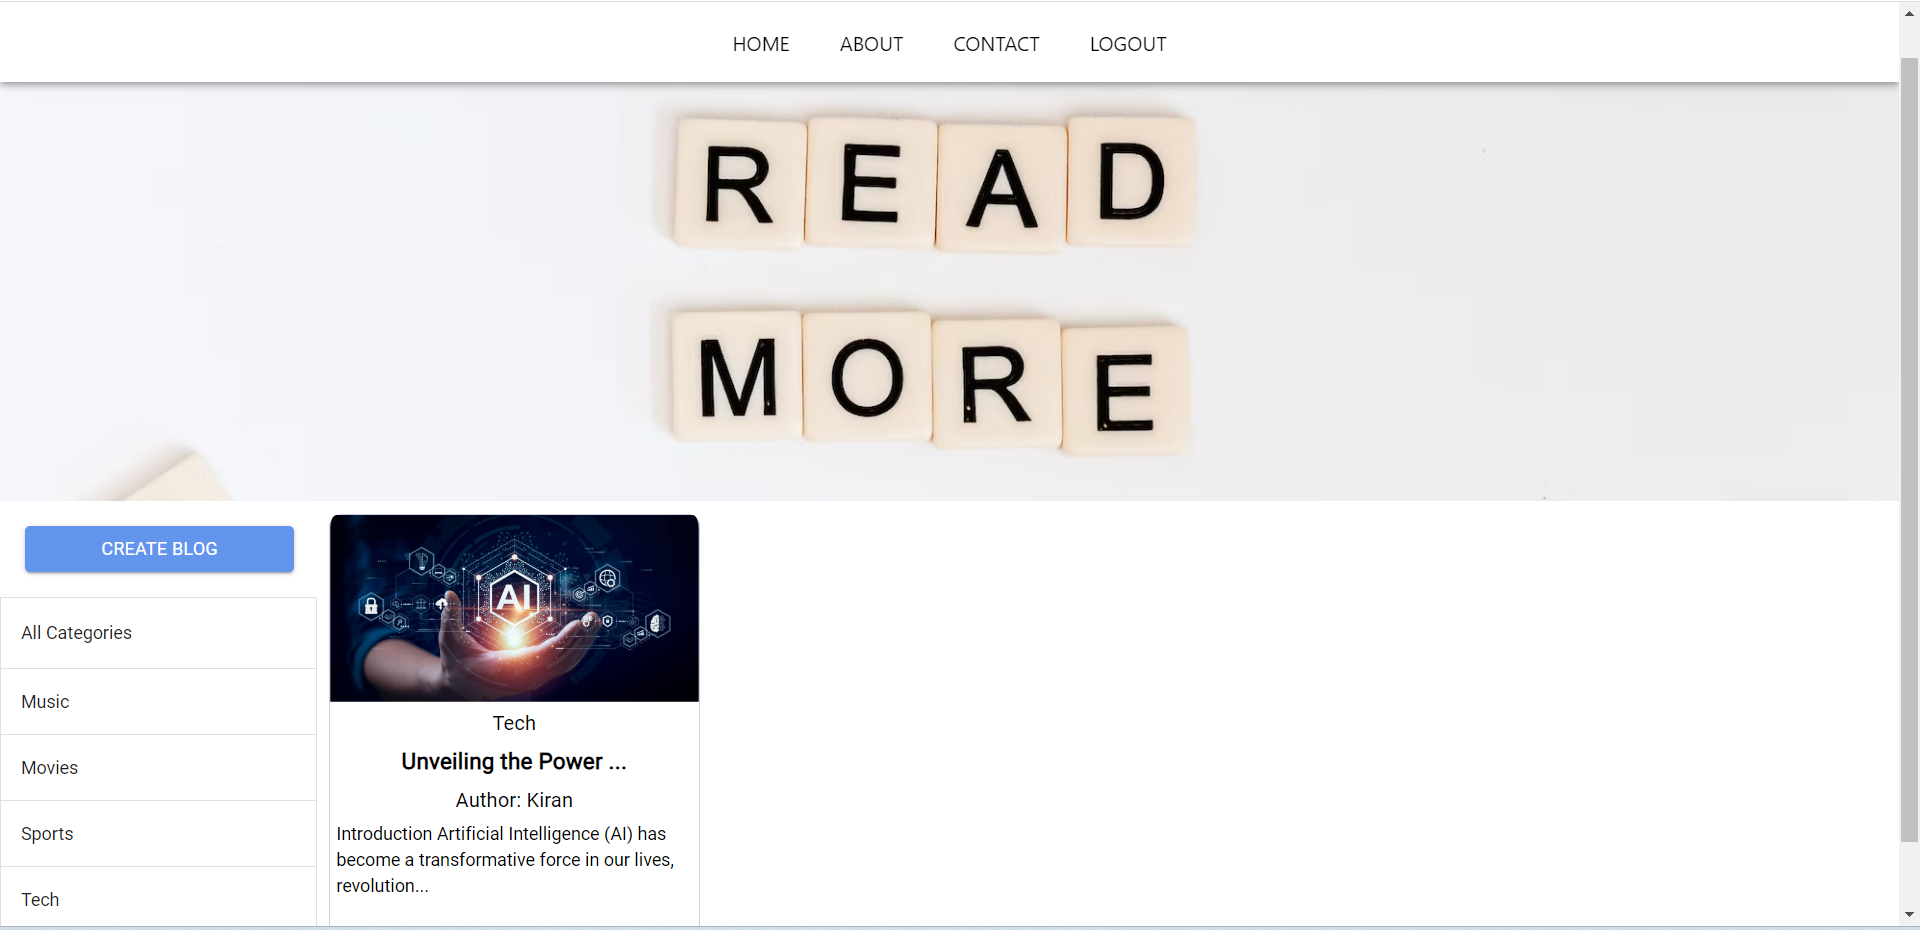 HOME ABOUT CONTACT LOGOUT
READ
MORE
CREATE BLOG
All Categories
Music
Movies
Sports
Tech
AI
Tech
Unveiling the Power ...
Author: Kiran
Introduction Artificial Intelligence (AI) has
become a transformative force in our lives,
revolution...